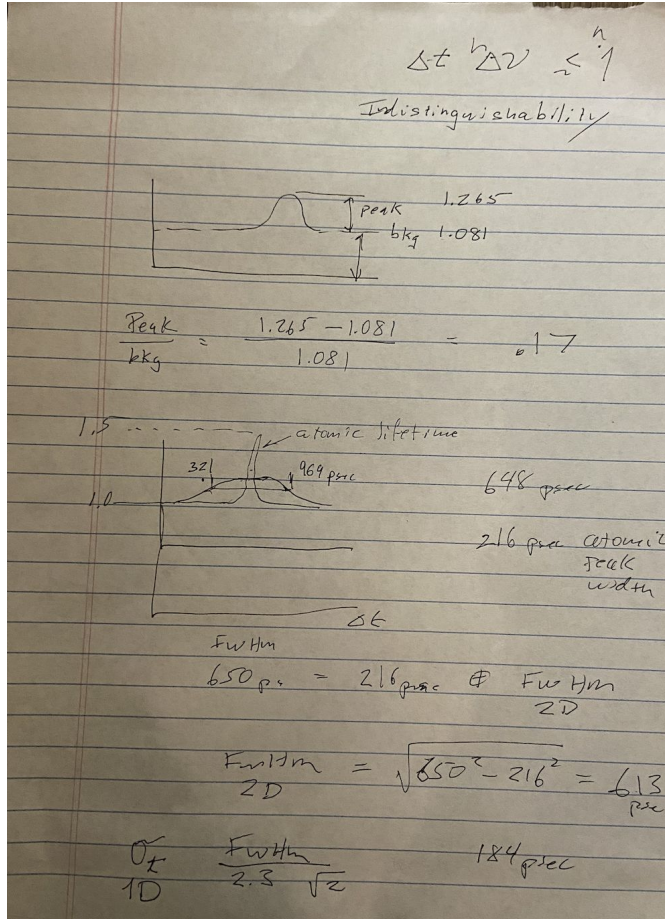 Δt Δν ≲ 1
Indistinguishability
peak 1.265
bkg 1.081
Peak/bkg = (1.265 - 1.081)/1.081 = .17
1.5 atomic lifetime
321 969 psec
648 psec
1.0
216 psec atomic
peak
width
Δt
FWHM
650 ps = 216 psec ⊕ FWHM
2D
FWHM 2D = √(650² - 216²) = 613
psec
σt 1D FWHM/(2.3 √2) 184 psec